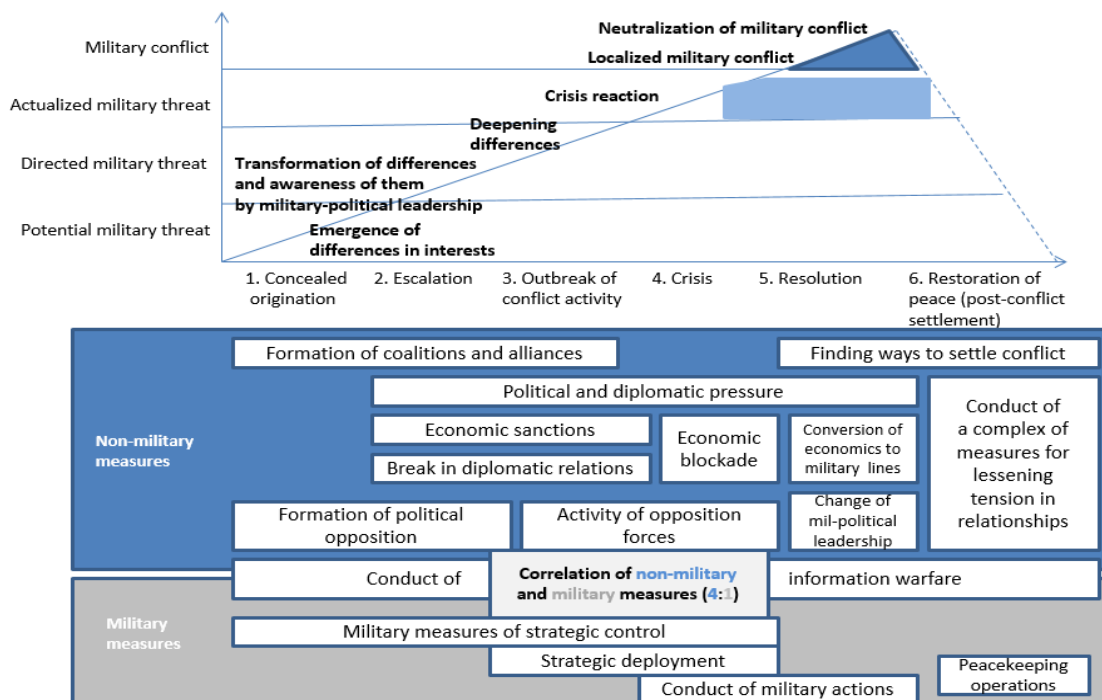 Neutralization of military conflict
Military conflict
Localized military conflict
Crisis reaction
Actualized military threat
Deepening
differences
Directed military threat
Transformation of differences
and awareness of them
by military-political leadership
Potential military threat
Emergence of
differences in interests
1. Concealed
origination
2. Escalation
3. Outbreak of
conflict activity
4. Crisis
5. Resolution
6. Restoration of
peace (post-conflict
settlement)
Non-military
measures
Formation of coalitions and alliances
Finding ways to settle conflict
Political and diplomatic pressure
Economic sanctions
Break in diplomatic relations
Economic
blockade
Conversion of
economics to
military lines
Conduct of
a complex of
measures for
lessening
tension in
relationships
Formation of political
opposition
Activity of opposition
forces
Change of
mil-political
leadership
Conduct of
information warfare
Correlation of non-military
and military measures (4:1)
Military
measures
Military measures of strategic control
Strategic deployment
Conduct of military actions
Peacekeeping
operations